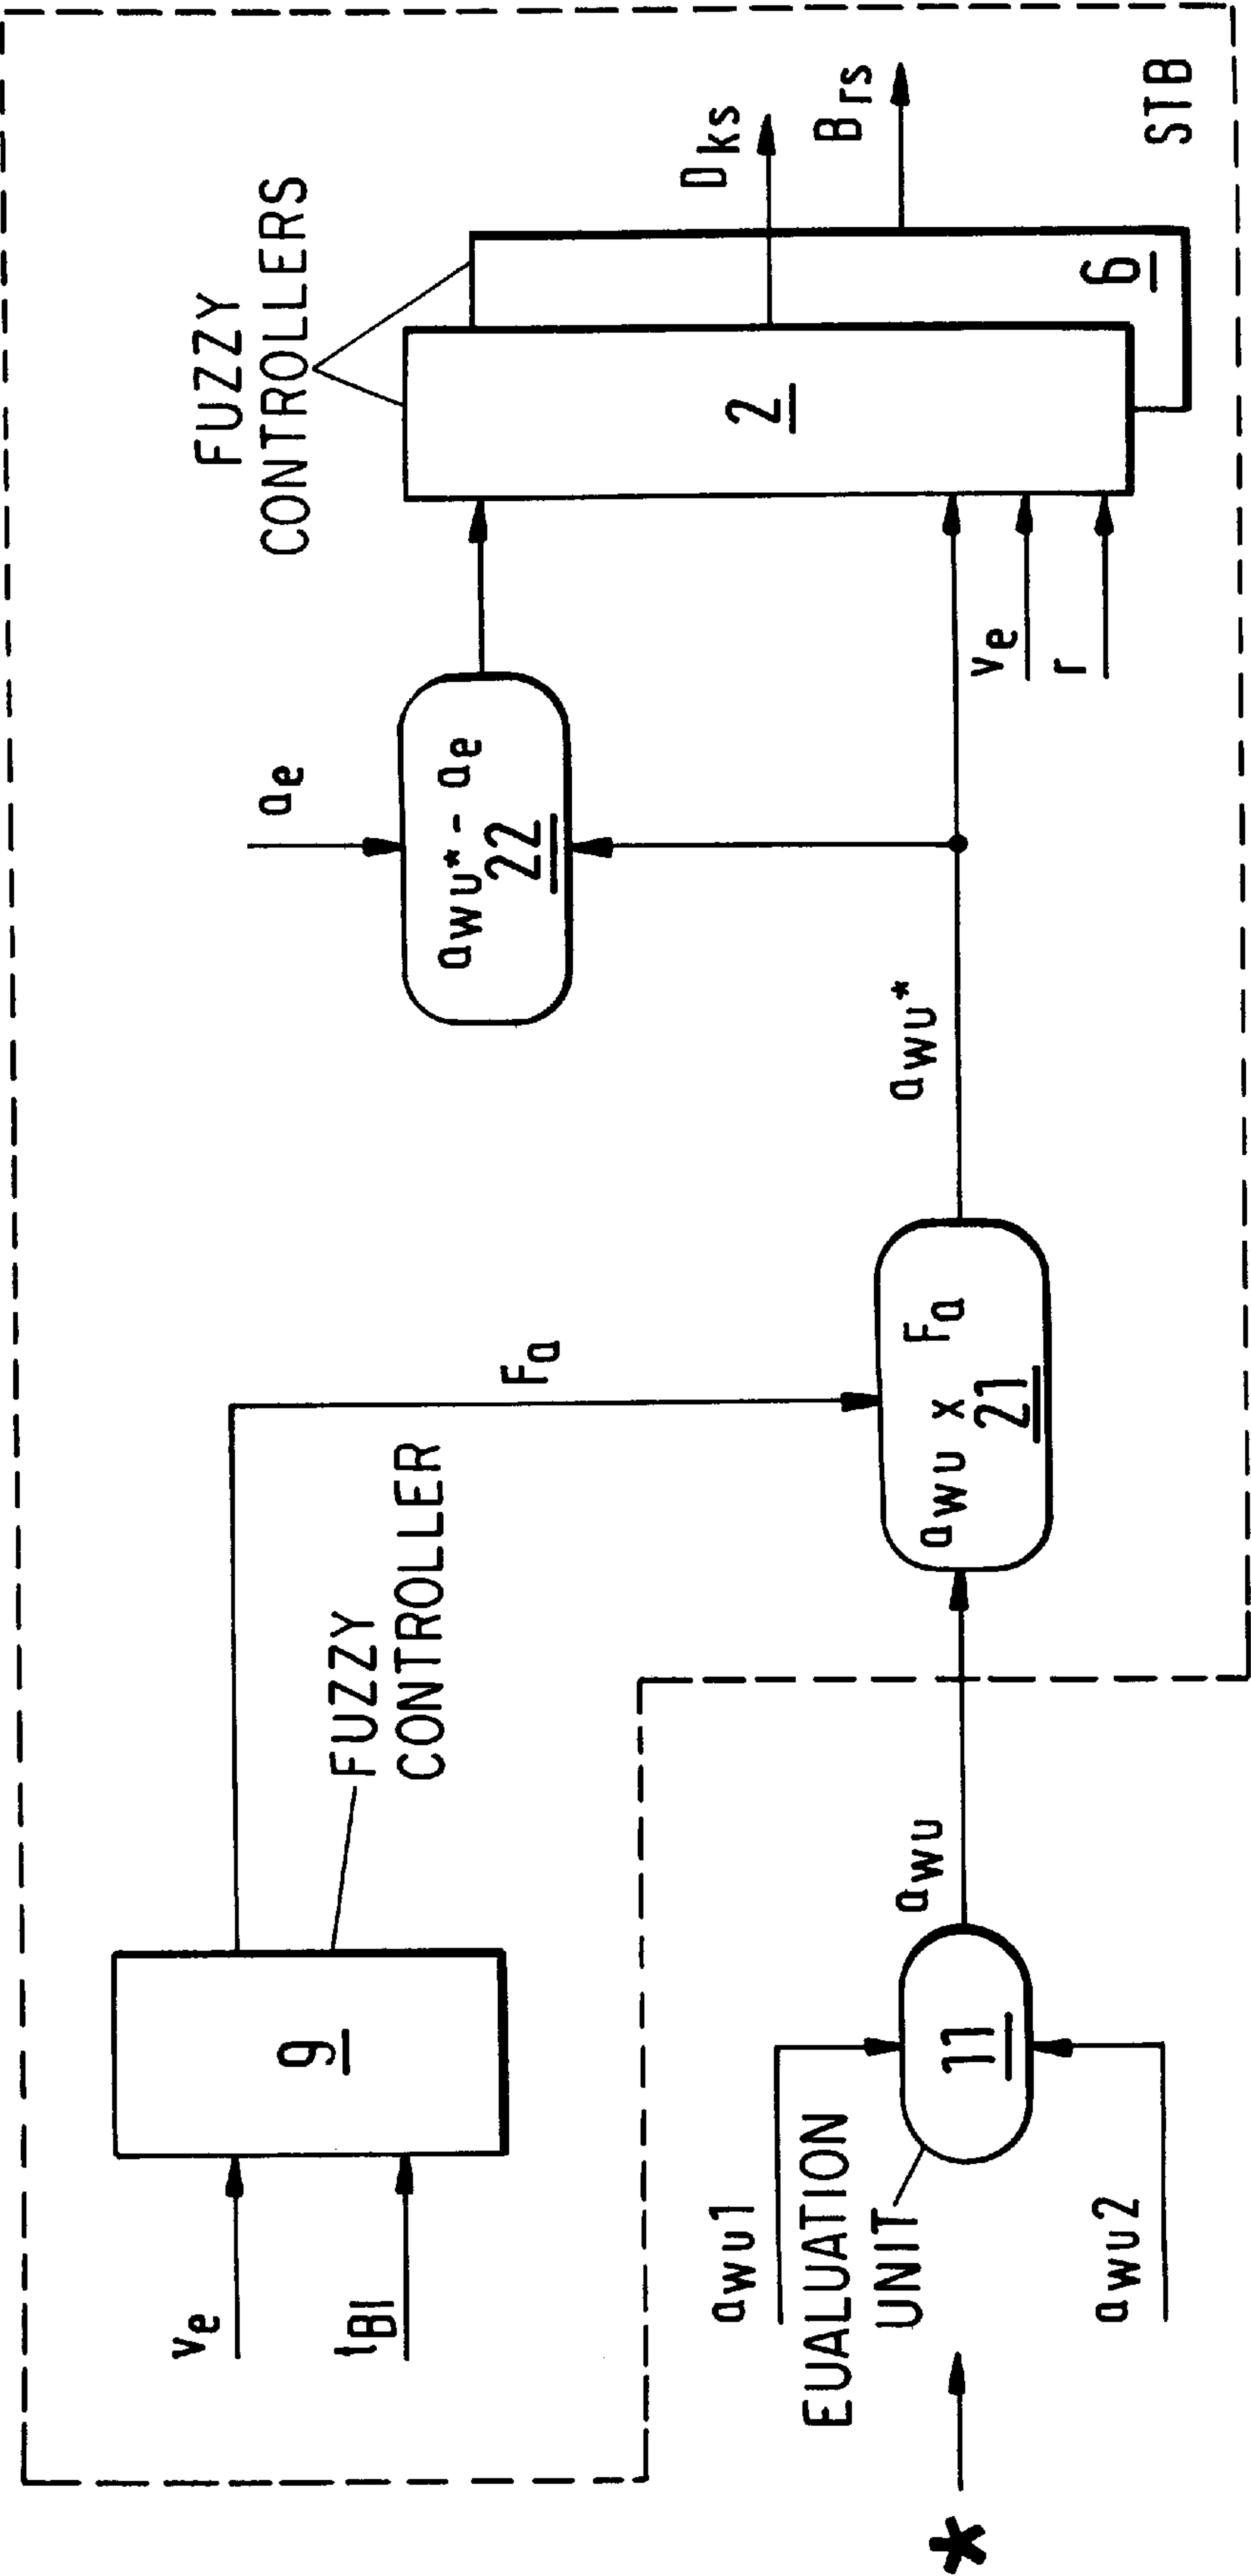 v_e
t_BI
9
FUZZY
CONTROLLER
F_a
a_wu1
EUALUATION
UNIT
a_wu2
11
a_wu
a_wu x F_a
21
a_wu*
a_e
a_wu* - a_e
22
v_e
r
FUZZY
CONTROLLERS
2
6
D_ks
B_rs
STB
*